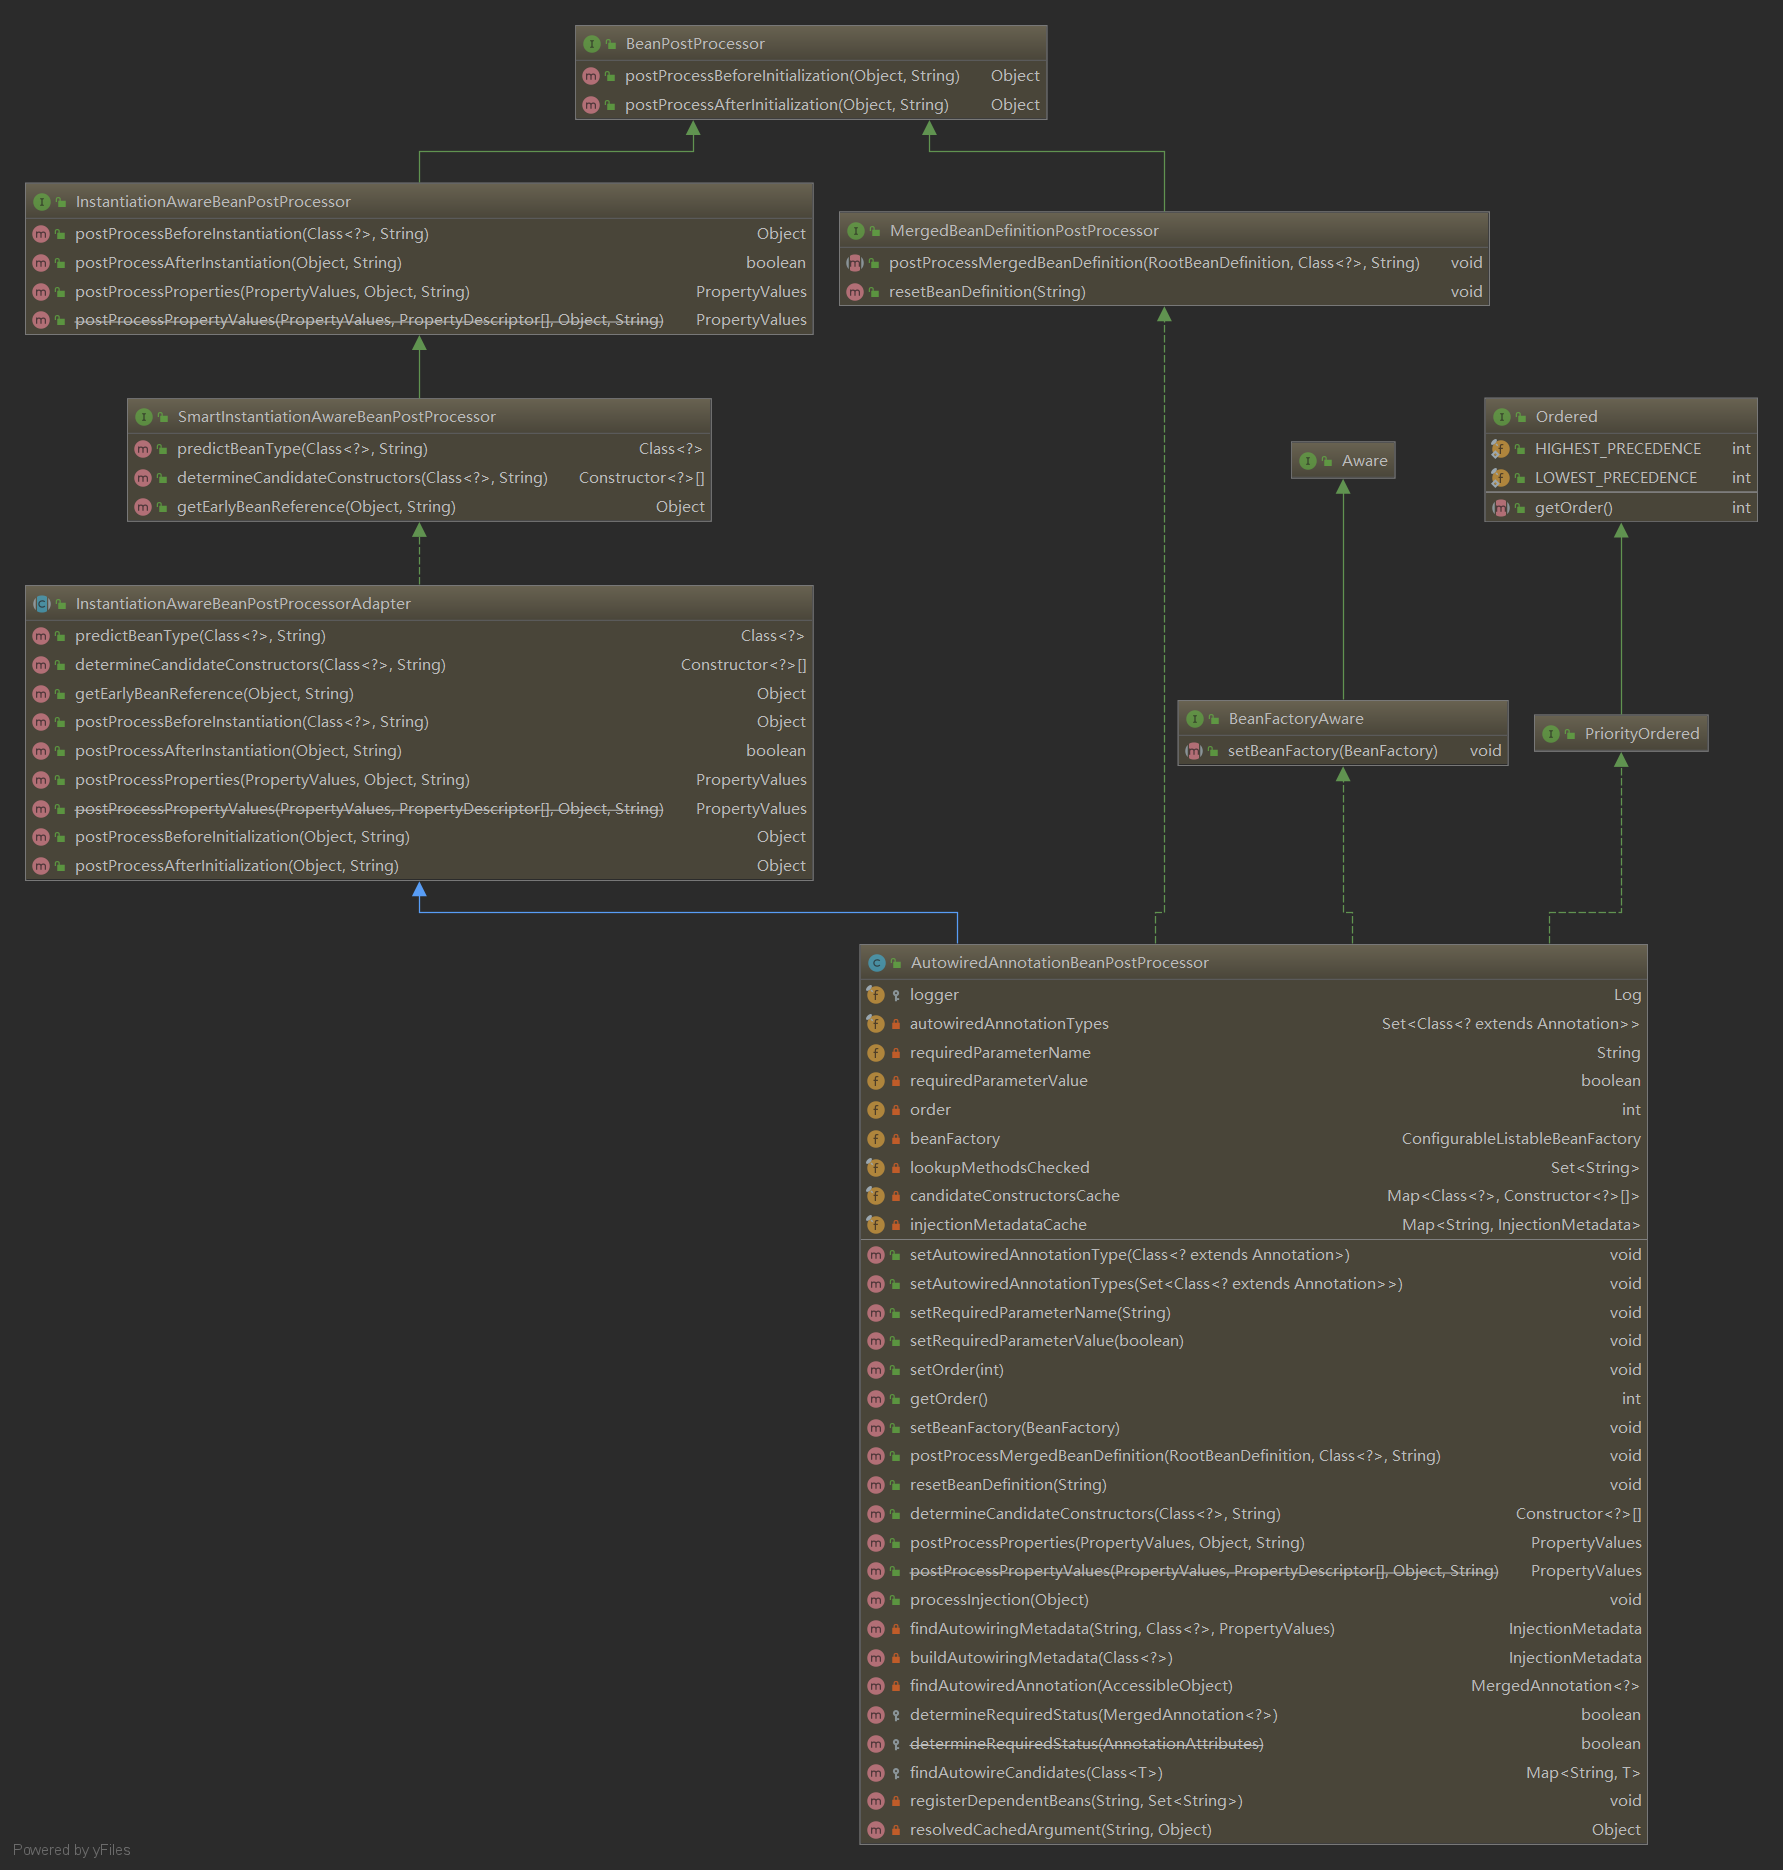 BeanPostProcessor
postProcessBeforeInitialization(Object, String) Object
postProcessAfterInitialization(Object, String) Object
InstantiationAwareBeanPostProcessor
postProcessBeforeInstantiation(Class<?>, String) Object
postProcessAfterInstantiation(Object, String) boolean
postProcessProperties(PropertyValues, Object, String) PropertyValues
postProcessPropertyValues(PropertyValues, PropertyDescriptor[], Object, String) PropertyValues
MergedBeanDefinitionPostProcessor
postProcessMergedBeanDefinition(RootBeanDefinition, Class<?>, String) void
resetBeanDefinition(String) void
SmartInstantiationAwareBeanPostProcessor
predictBeanType(Class<?>, String) Class<?>
determineCandidateConstructors(Class<?>, String) Constructor<?>[]
getEarlyBeanReference(Object, String) Object
Aware
Ordered
HIGHEST_PRECEDENCE int
LOWEST_PRECEDENCE int
getOrder() int
InstantiationAwareBeanPostProcessorAdapter
predictBeanType(Class<?>, String) Class<?>
determineCandidateConstructors(Class<?>, String) Constructor<?>[]
getEarlyBeanReference(Object, String) Object
postProcessBeforeInstantiation(Class<?>, String) Object
postProcessAfterInstantiation(Object, String) boolean
postProcessProperties(PropertyValues, Object, String) PropertyValues
postProcessPropertyValues(PropertyValues, PropertyDescriptor[], Object, String) PropertyValues
postProcessBeforeInitialization(Object, String) Object
postProcessAfterInitialization(Object, String) Object
BeanFactoryAware
setBeanFactory(BeanFactory) void
PriorityOrdered
AutowiredAnnotationBeanPostProcessor
logger Log
autowiredAnnotationTypes Set<Class<? extends Annotation>>
requiredParameterName String
requiredParameterValue boolean
order int
beanFactory ConfigurableListableBeanFactory
lookupMethodsChecked Set<String>
candidateConstructorsCache Map<Class<?>, Constructor<?>[]>
injectionMetadataCache Map<String, InjectionMetadata>
setAutowiredAnnotationType(Class<? extends Annotation>) void
setAutowiredAnnotationTypes(Set<Class<? extends Annotation>>) void
setRequiredParameterName(String) void
setRequiredParameterValue(boolean) void
setOrder(int) void
getOrder() int
setBeanFactory(BeanFactory) void
postProcessMergedBeanDefinition(RootBeanDefinition, Class<?>, String) void
resetBeanDefinition(String) void
determineCandidateConstructors(Class<?>, String) Constructor<?>[]
postProcessProperties(PropertyValues, Object, String) PropertyValues
postProcessPropertyValues(PropertyValues, PropertyDescriptor[], Object, String) PropertyValues
processInjection(Object) void
findAutowiringMetadata(String, Class<?>, PropertyValues) InjectionMetadata
buildAutowiringMetadata(Class<?>) InjectionMetadata
findAutowiredAnnotation(AccessibleObject) MergedAnnotation<?>
determineRequiredStatus(MergedAnnotation<?>) boolean
determineRequiredStatus(AnnotationAttributes) boolean
findAutowireCandidates(Class<T>) Map<String, T>
registerDependentBeans(String, Set<String>) void
resolvedCachedArgument(String, Object) Object
Powered by yFiles